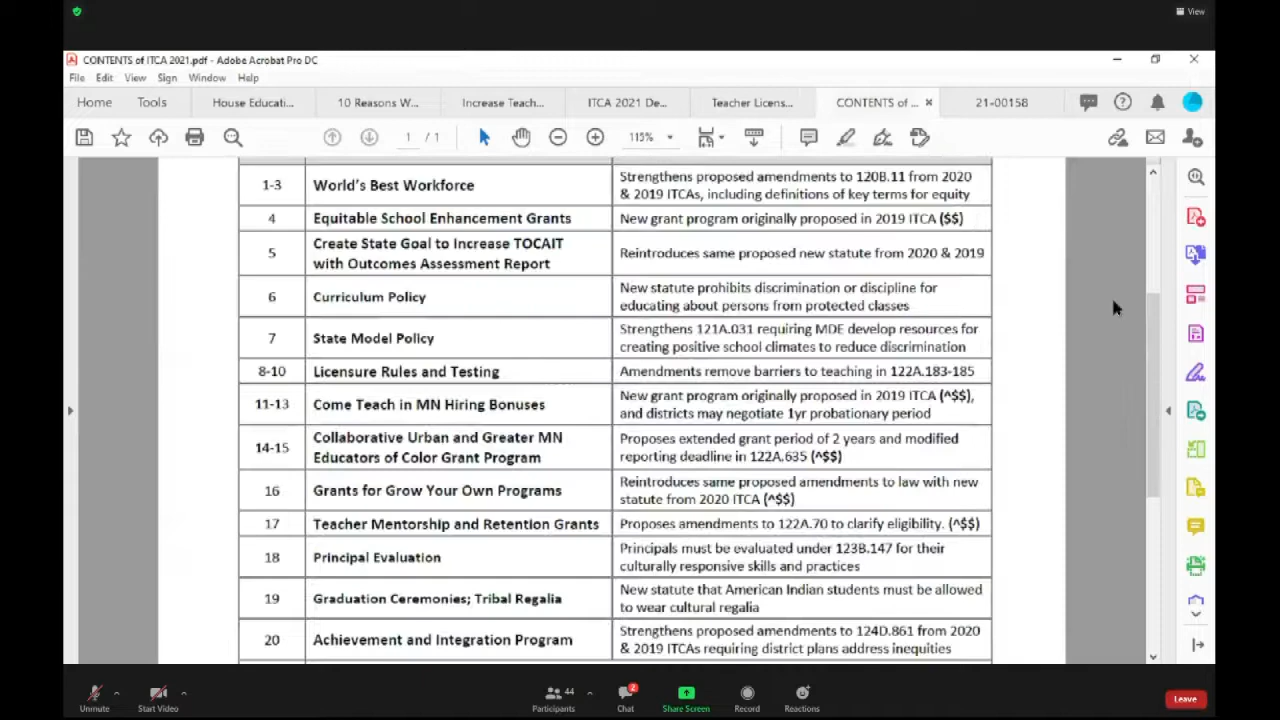 View
CONTENTS of ITCA 2021.pdf - Adobe Acrobat Pro DC
File Edit View Sign Window Help
Home Tools House Educati... 10 Reasons W... Increase Teach... ITCA 2021 De... Teacher Licens... CONTENTS of ... × 21-00158
1 / 1 115%
1-3 World's Best Workforce Strengthens proposed amendments to 120B.11 from 2020
& 2019 ITCAs, including definitions of key terms for equity
4 Equitable School Enhancement Grants New grant program originally proposed in 2019 ITCA ($$)
5 Create State Goal to Increase TOCAIT
with Outcomes Assessment Report Reintroduces same proposed new statute from 2020 & 2019
6 Curriculum Policy New statute prohibits discrimination or discipline for
educating about persons from protected classes
7 State Model Policy Strengthens 121A.031 requiring MDE develop resources for
creating positive school climates to reduce discrimination
8-10 Licensure Rules and Testing Amendments remove barriers to teaching in 122A.183-185
11-13 Come Teach in MN Hiring Bonuses New grant program originally proposed in 2019 ITCA (^$$),
and districts may negotiate 1yr probationary period
14-15 Collaborative Urban and Greater MN
Educators of Color Grant Program Proposes extended grant period of 2 years and modified
reporting deadline in 122A.635 (^$$)
16 Grants for Grow Your Own Programs Reintroduces same proposed amendments to law with new
statute from 2020 ITCA (^$$)
17 Teacher Mentorship and Retention Grants Proposes amendments to 122A.70 to clarify eligibility. (^$$)
18 Principal Evaluation Principals must be evaluated under 123B.147 for their
culturally responsive skills and practices
19 Graduation Ceremonies; Tribal Regalia New statute that American Indian students must be allowed
to wear cultural regalia
20 Achievement and Integration Program Strengthens proposed amendments to 124D.861 from 2020
& 2019 ITCAs requiring district plans address inequities
44 2
Unmute Start Video Participants Chat Share Screen Record Reactions Leave